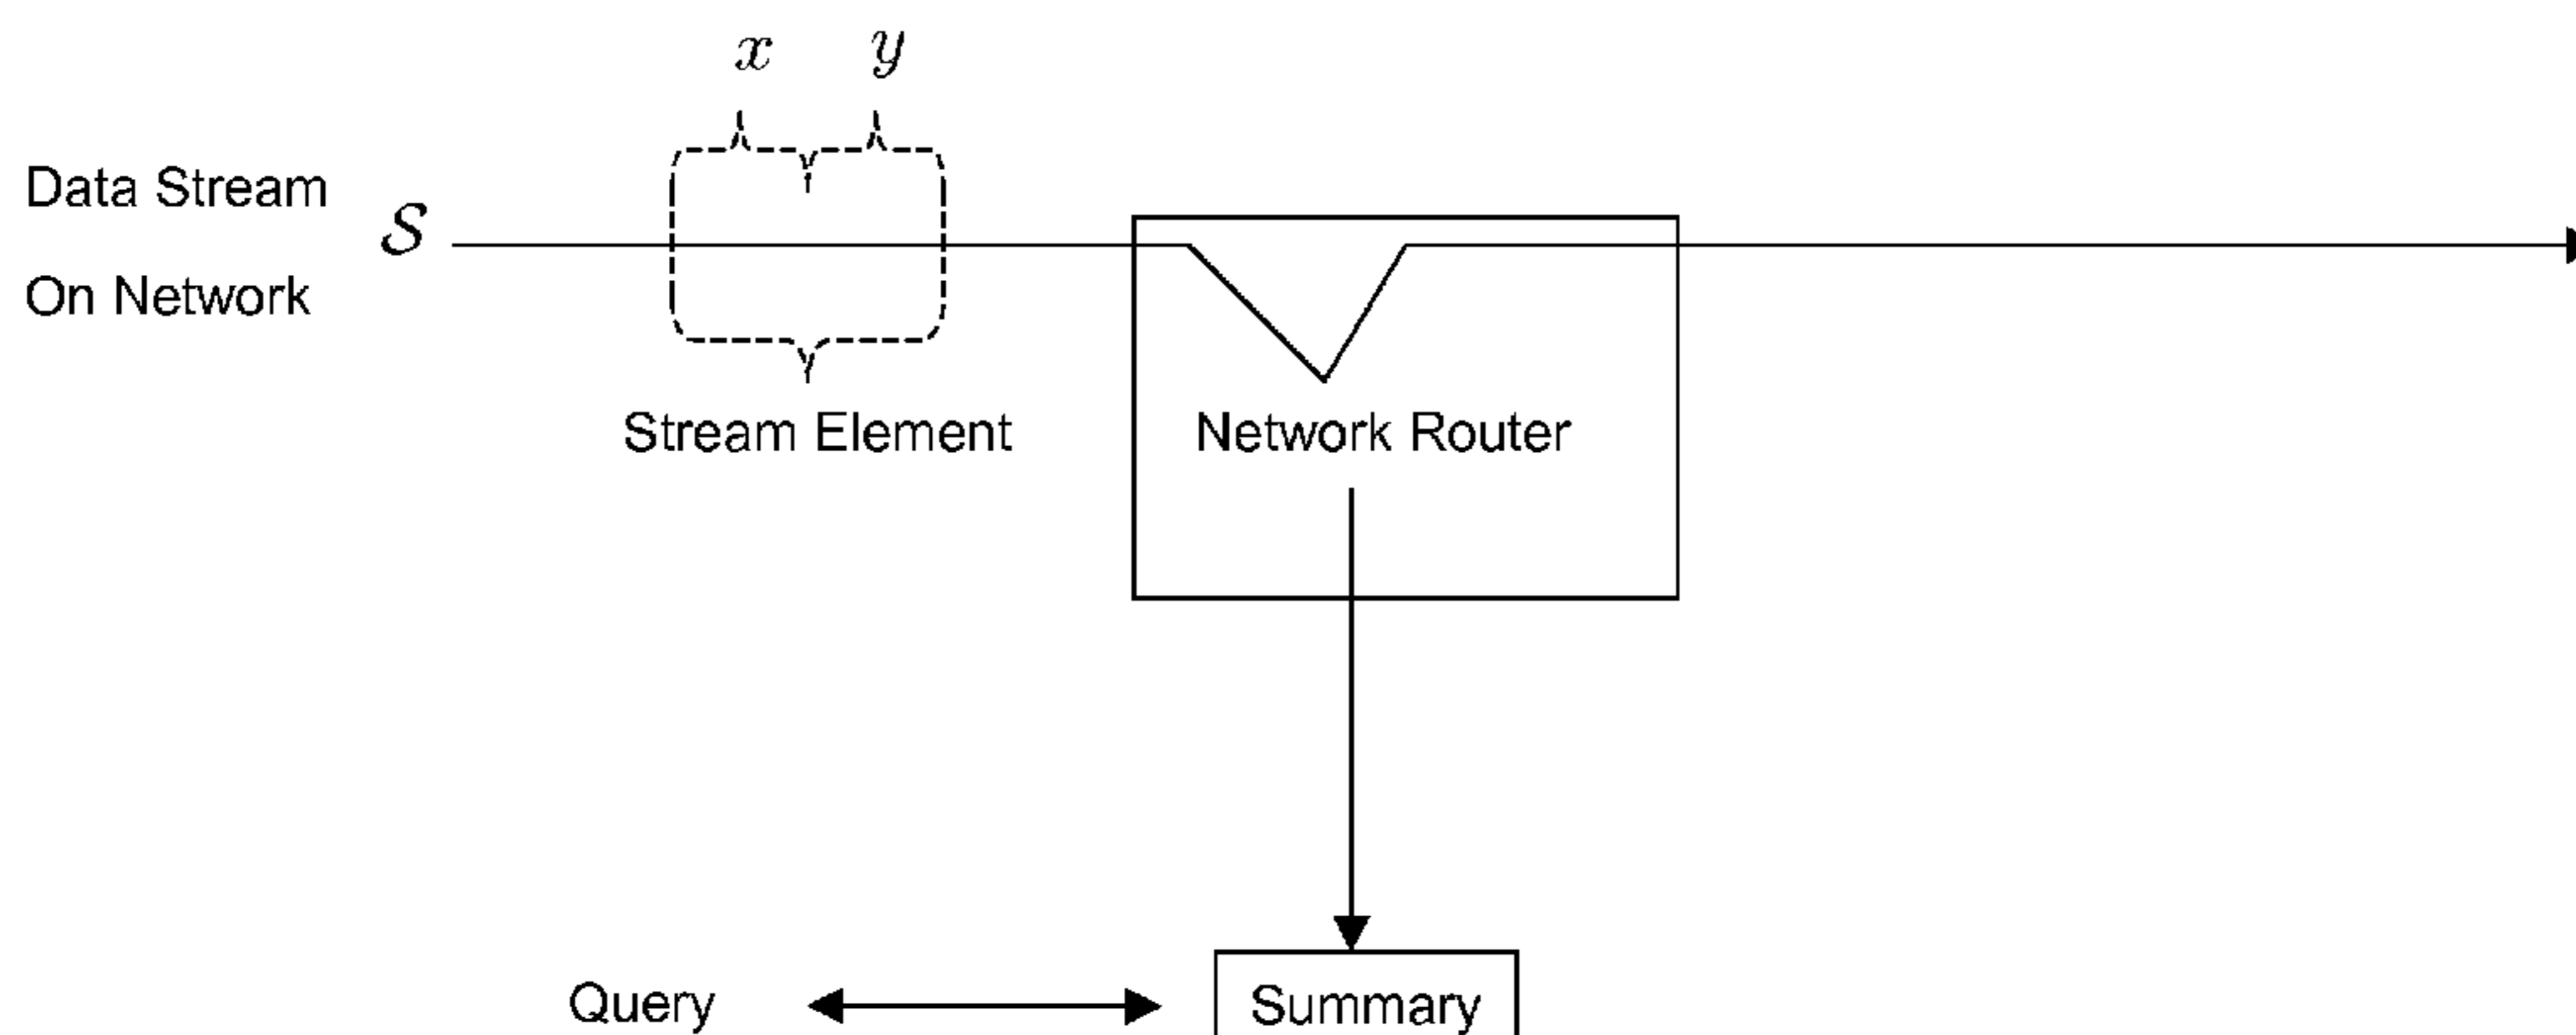 x y
Data Stream
𝒮
On Network
Stream Element
Network Router
Query
Summary